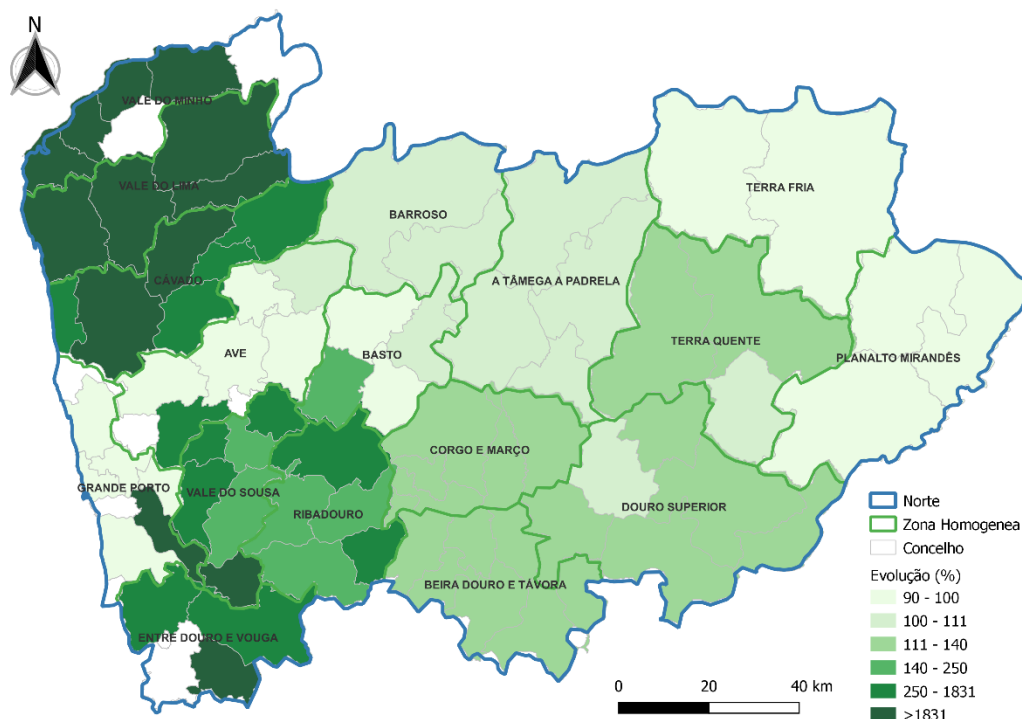 N
VALE DO MINHO
VALE DO LIMA
TERRA FRIA
BARROSO
CÁVADO
A TÂMEGA A PADRELA
TERRA QUENTE
AVE
BASTO
PLANALTO MIRANDÊS
CORGO E MARÇO
GRANDE PORTO
VALE DO SOUSA
RIBADOURO
DOURO SUPERIOR
BEIRA DOURO E TÁVORA
ENTRE DOURO E VOUGA
Norte
Zona Homogenea
Concelho
Evolução (%)
90 - 100
100 - 111
111 - 140
140 - 250
250 - 1831
>1831
0 20 40 km